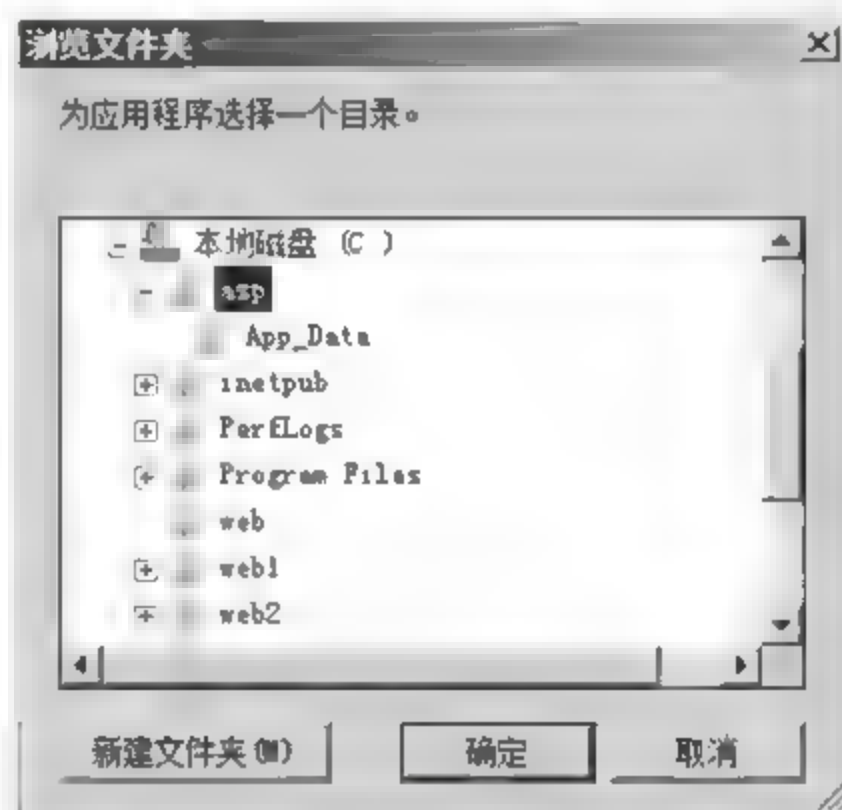 浏览文件夹
为应用程序选择一个目录。
本地磁盘 (C )
asp
App_Data
inetpub
PerfLogs
Program Files
web
web1
web2
新建文件夹(N)
确定
取消